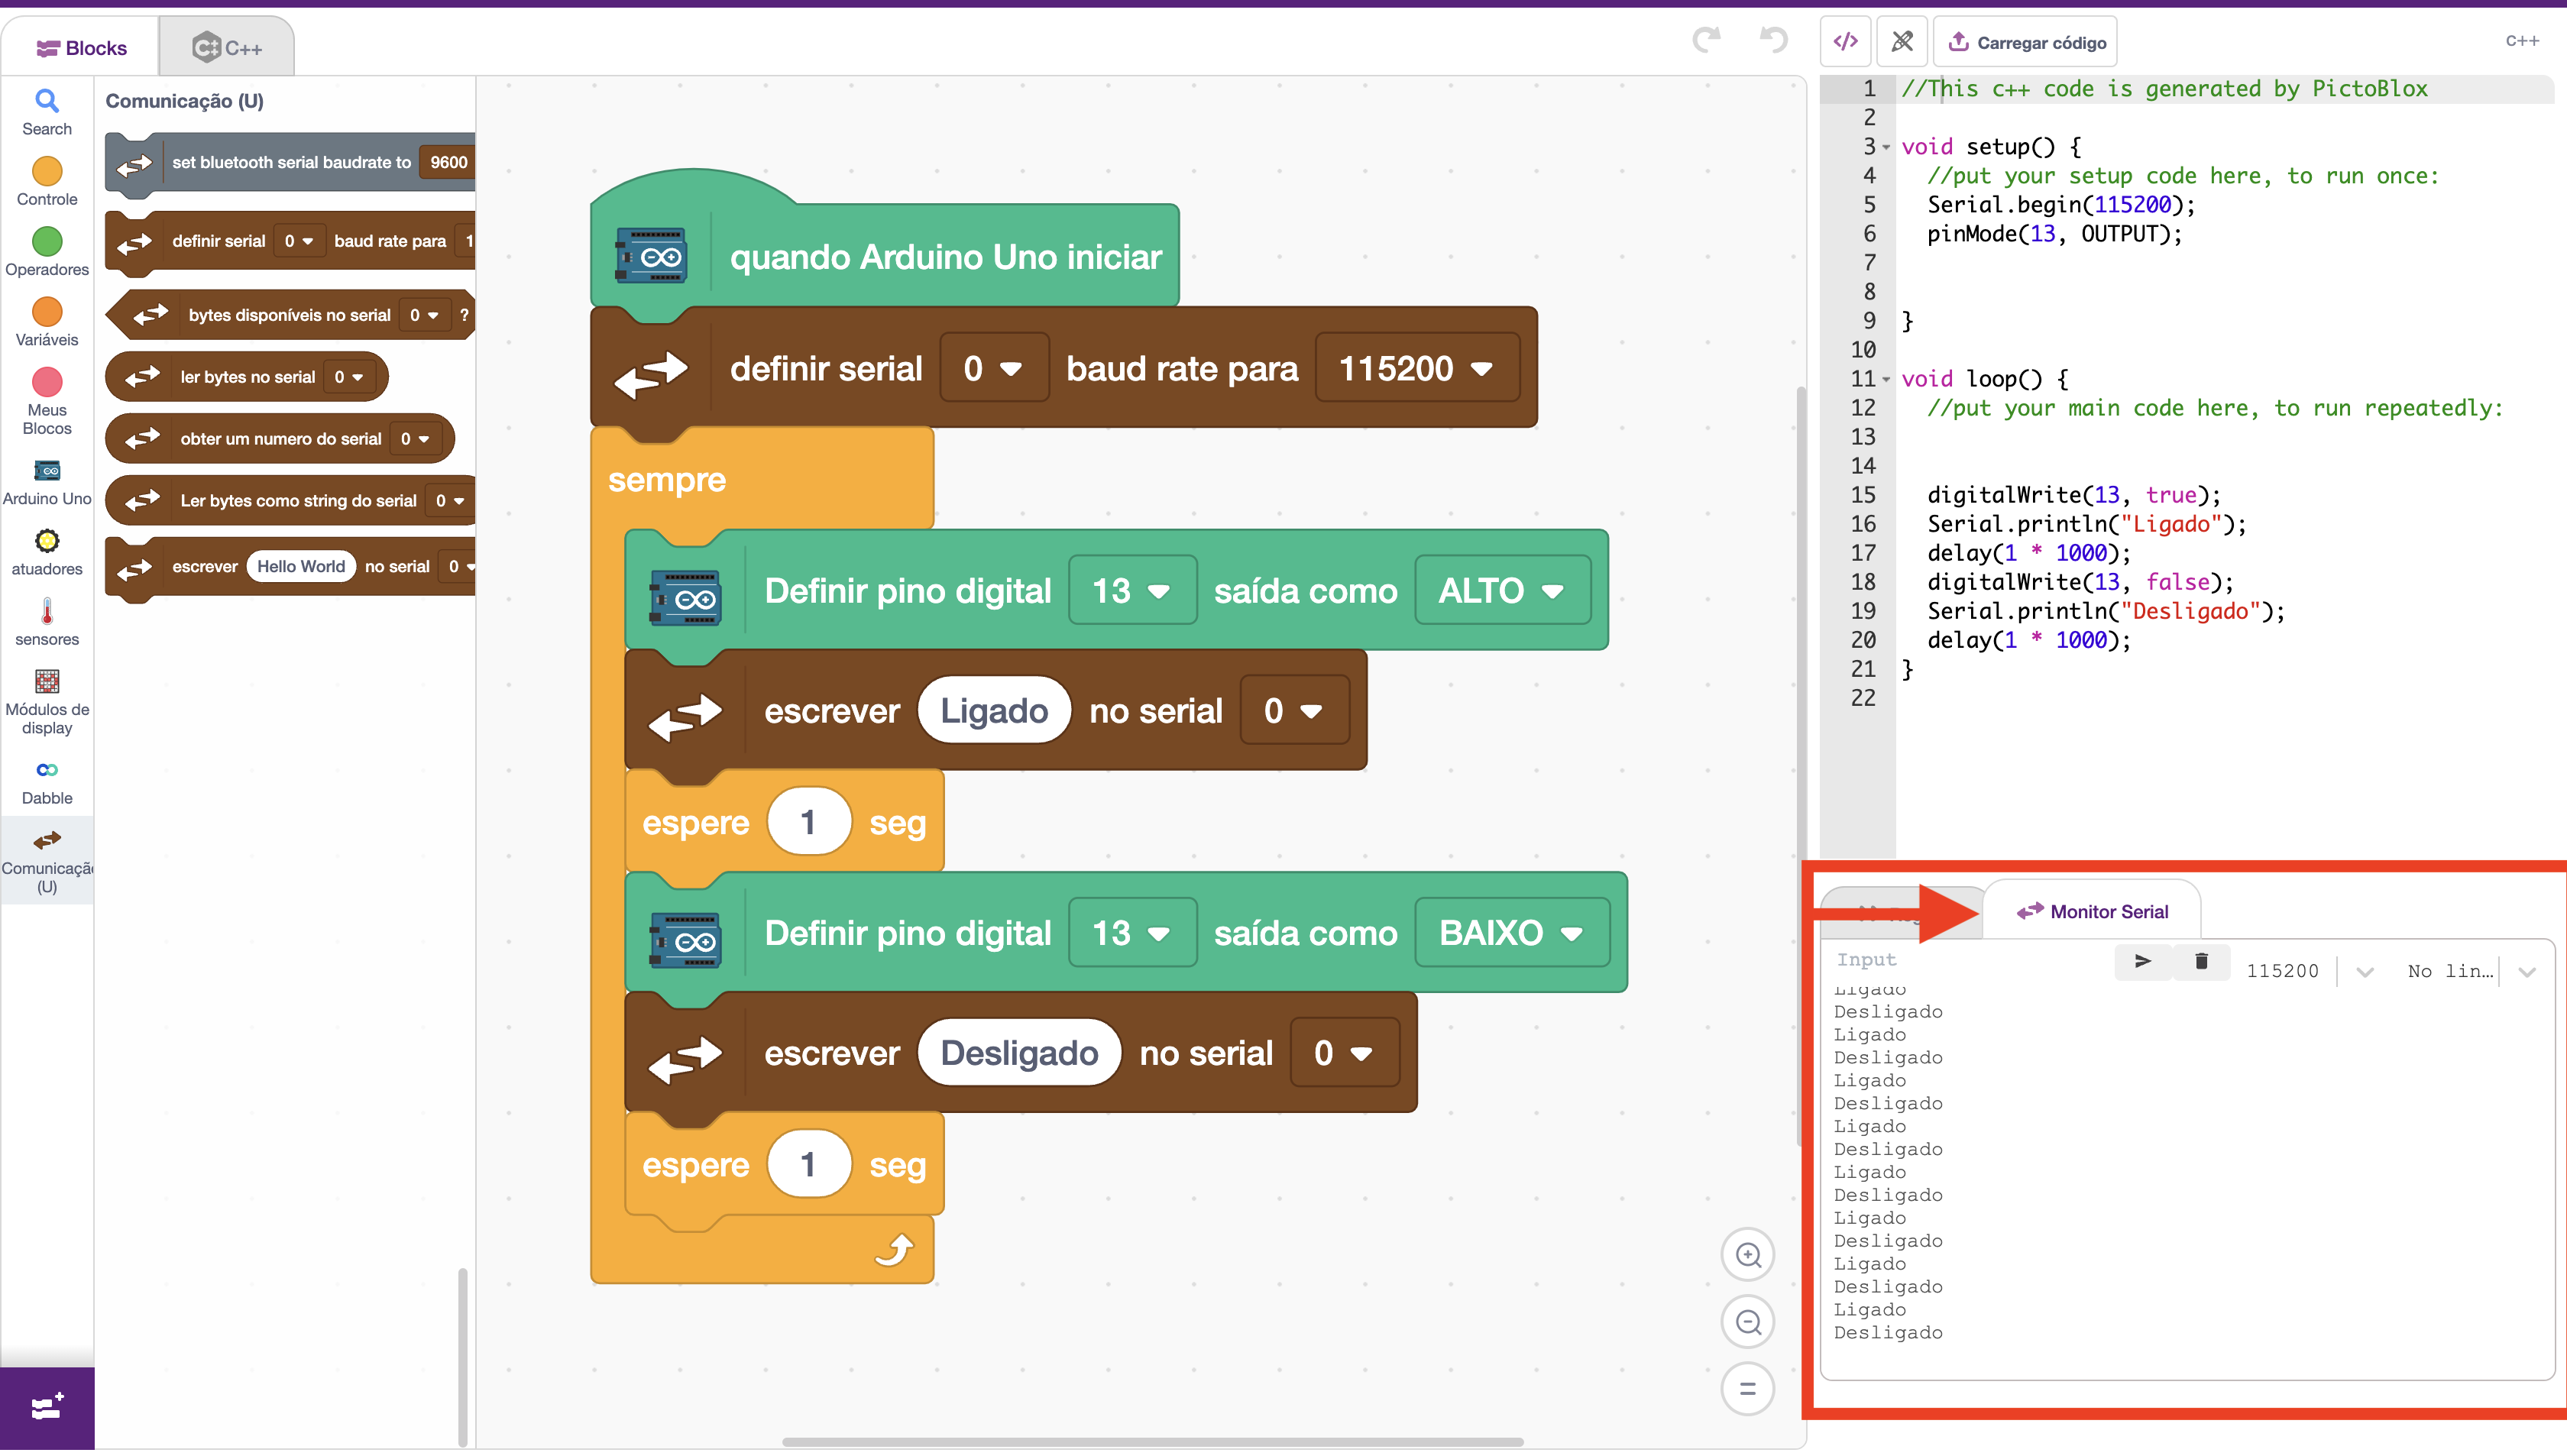 Blocks
C++
Carregar código
C++
Search
Controle
Operadores
Variáveis
Meus
Blocos
Arduino Uno
atuadores
sensores
Módulos de
display
Dabble
Comunicaçã
(U)
Comunicação (U)
set bluetooth serial baudrate to 9600
definir serial 0 baud rate para 1
bytes disponíveis no serial 0 ?
ler bytes no serial 0
obter um numero do serial 0
Ler bytes como string do serial 0
escrever Hello World no serial 0
quando Arduino Uno iniciar
definir serial 0 baud rate para 115200
sempre
Definir pino digital 13 saída como ALTO
escrever Ligado no serial 0
espere 1 seg
Definir pino digital 13 saída como BAIXO
escrever Desligado no serial 0
espere 1 seg
1 //This c++ code is generated by PictoBlox
2
3 void setup() {
4 //put your setup code here, to run once:
5 Serial.begin(115200);
6 pinMode(13, OUTPUT);
7
8
9 }
10
11 void loop() {
12 //put your main code here, to run repeatedly:
13
14
15 digitalWrite(13, true);
16 Serial.println("Ligado");
17 delay(1 * 1000);
18 digitalWrite(13, false);
19 Serial.println("Desligado");
20 delay(1 * 1000);
21 }
22
Monitor Serial
Input 115200 No lin…
Ligado
Desligado
Ligado
Desligado
Ligado
Desligado
Ligado
Desligado
Ligado
Desligado
Ligado
Desligado
Ligado
Desligado
Ligado
Desligado